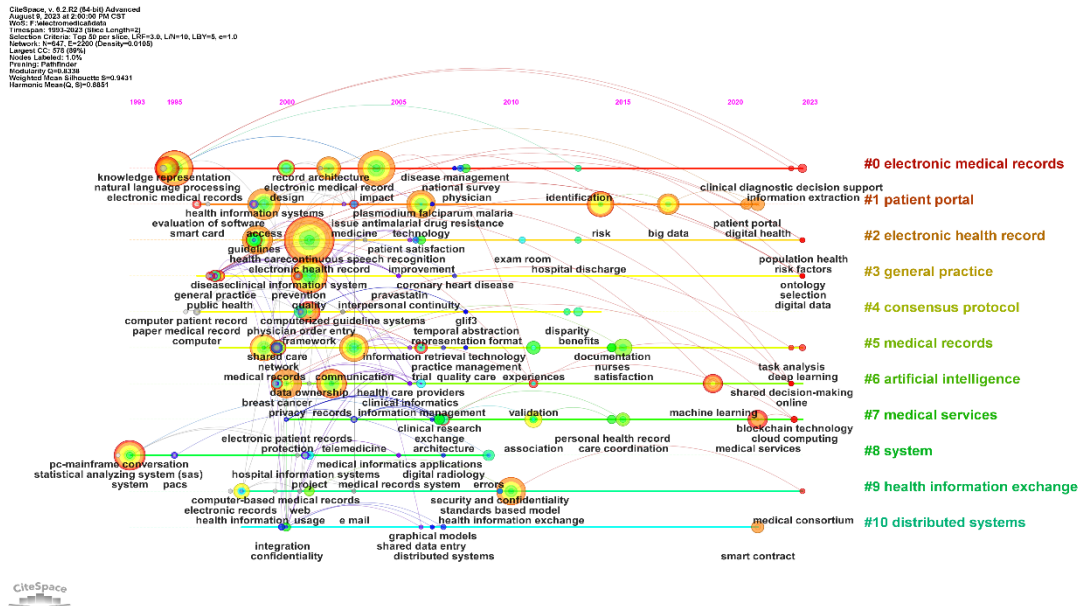 CiteSpace, v. 6.2.R2 (64-bit) Advanced
August 9, 2023 at 2:00:00 PM CST
WoS: F:\electromedical\data
Timespan: 1993-2023 (Slice Length=2)
Selection Criteria: Top 50 per slice, LRF=3.0, L/N=10, LBY=5, e=1.0
Network: N=647, E=2200 (Density=0.0105)
Largest CC: 578 (89%)
Nodes Labeled: 1.0%
Pruning: Pathfinder
Modularity Q=0.8338
Weighted Mean Silhouette S=0.9431
Harmonic Mean(Q, S)=0.8851
1993 1995 2000 2005 2010 2015 2020 2023
#0 electronic medical records
knowledge representation record architecture disease management
natural language processing electronic medical record national survey clinical diagnostic decision support
electronic medical records design impact physician identification information extraction
#1 patient portal
health information systems plasmodium falciparum malaria
evaluation of software issue antimalarial drug resistance patient portal
smart card access medicine technology risk big data digital health
#2 electronic health record
guidelines patient satisfaction
health care continuous speech recognition exam room population health
electronic health record improvement hospital discharge risk factors
#3 general practice
disease clinical information system coronary heart disease ontology
general practice prevention pravastatin selection
public health quality interpersonal continuity digital data
#4 consensus protocol
computer patient record computerized guideline systems glif3
paper medical record physician order entry temporal abstraction disparity
computer framework representation format benefits
#5 medical records
shared care information retrieval technology documentation
network practice management nurses task analysis
medical records communication trial quality care experiences satisfaction deep learning
#6 artificial intelligence
data ownership health care providers shared decision-making
breast cancer clinical informatics online
privacy records information management validation machine learning
#7 medical services
clinical research blockchain technology
electronic patient records exchange personal health record cloud computing
protection telemedicine architecture association care coordination medical services
#8 system
pc-mainframe conversation medical informatics applications
statistical analyzing system (sas) hospital information systems digital radiology
system pacs project medical records system errors
#9 health information exchange
computer-based medical records security and confidentiality
electronic records web standards based model
health information usage e mail health information exchange medical consortium
#10 distributed systems
graphical models
integration shared data entry
confidentiality distributed systems smart contract
CiteSpace